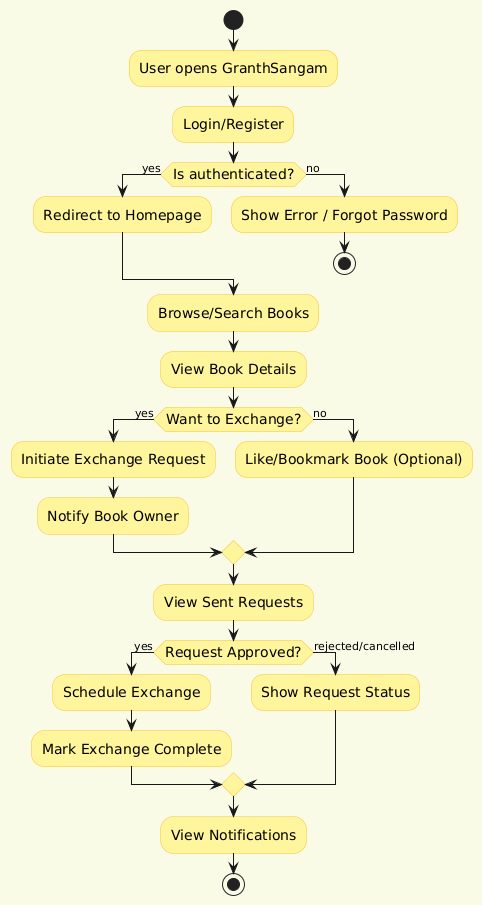 User opens GranthSangam
Login/Register
yes
Is authenticated?
no
Redirect to Homepage
Show Error / Forgot Password
Browse/Search Books
View Book Details
yes
Want to Exchange?
no
Initiate Exchange Request
Like/Bookmark Book (Optional)
Notify Book Owner
View Sent Requests
yes
Request Approved?
rejected/cancelled
Schedule Exchange
Show Request Status
Mark Exchange Complete
View Notifications